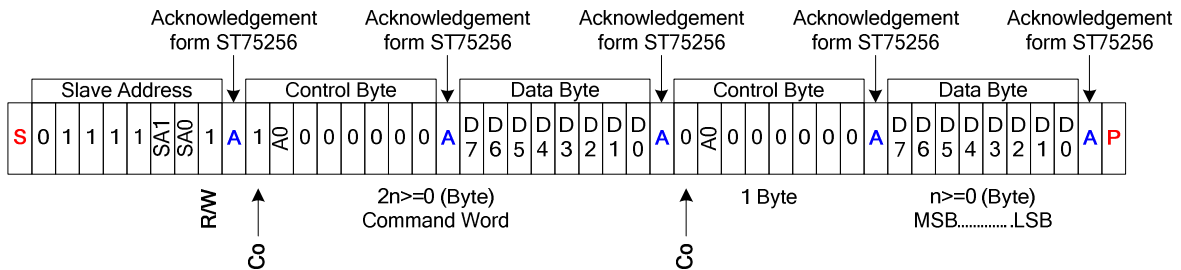 Acknowledgement form ST75256
Acknowledgement form ST75256
Acknowledgement form ST75256
Acknowledgement form ST75256
Acknowledgement form ST75256
Slave Address
Control Byte
Data Byte
Control Byte
Data Byte
S 0 1 1 1 1 SA1 SA0 1 A 1 A0 0 0 0 0 0 0 A D7 D6 D5 D4 D3 D2 D1 D0 A 0 A0 0 0 0 0 0 0 A D7 D6 D5 D4 D3 D2 D1 D0 A P
R/W
Co
2n>=0 (Byte)
Command Word
Co
1 Byte
n>=0 (Byte)
MSB..............LSB